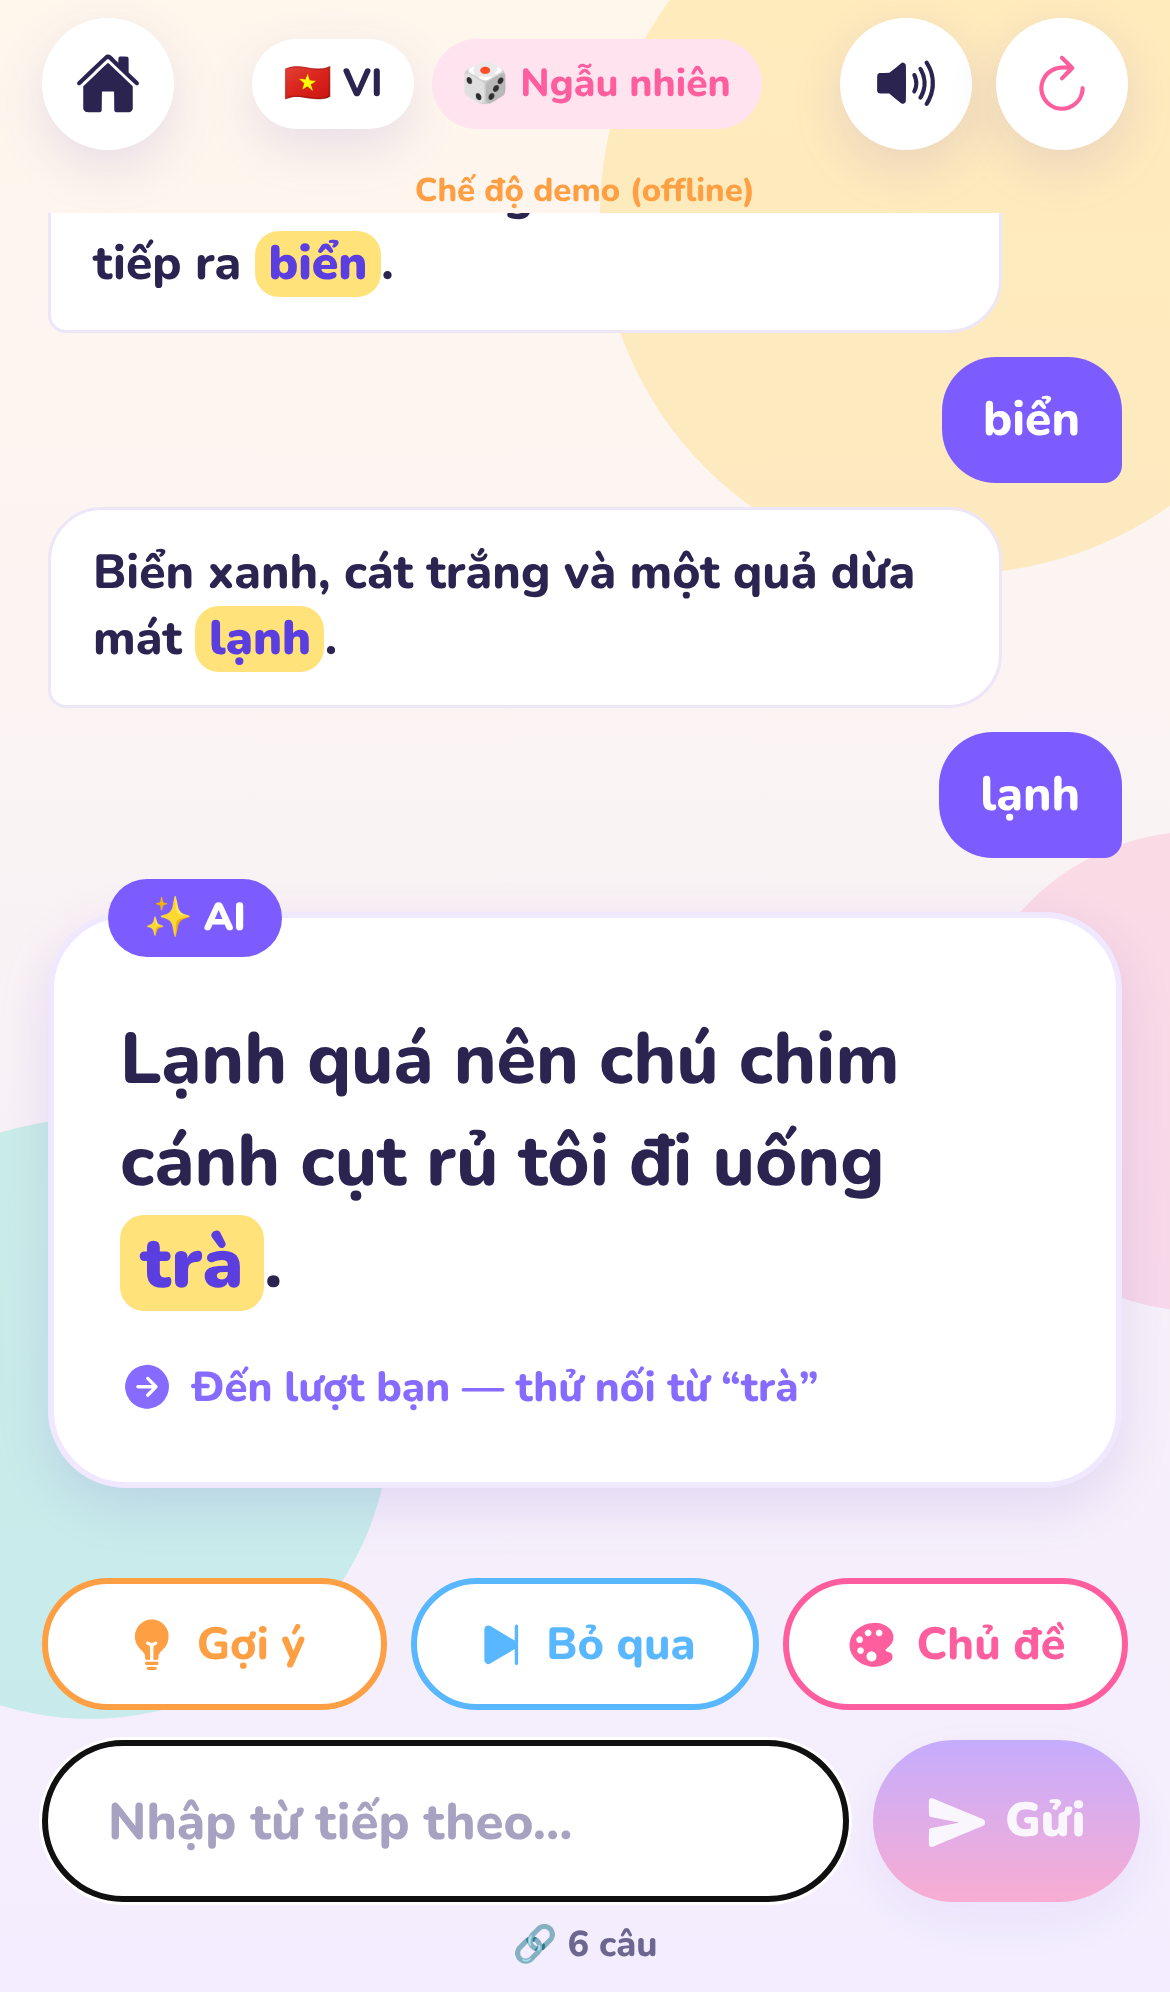 VI
Ngẫu nhiên
Chế độ demo (offline)
tiếp ra biển.
biển
Biển xanh, cát trắng và một quả dừa
mát lạnh.
lạnh
AI
Lạnh quá nên chú chim
cánh cụt rủ tôi đi uống
trà.
Đến lượt bạn — thử nối từ “trà”
Gợi ý
Bỏ qua
Chủ đề
Nhập từ tiếp theo...
Gửi
6 câu